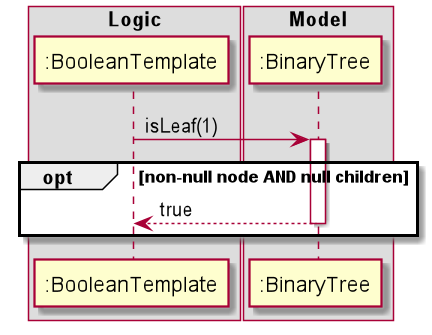 Logic
Model
:BooleanTemplate
:BinaryTree
isLeaf(1)
opt
[non-null node AND null children]
true
:BooleanTemplate
:BinaryTree